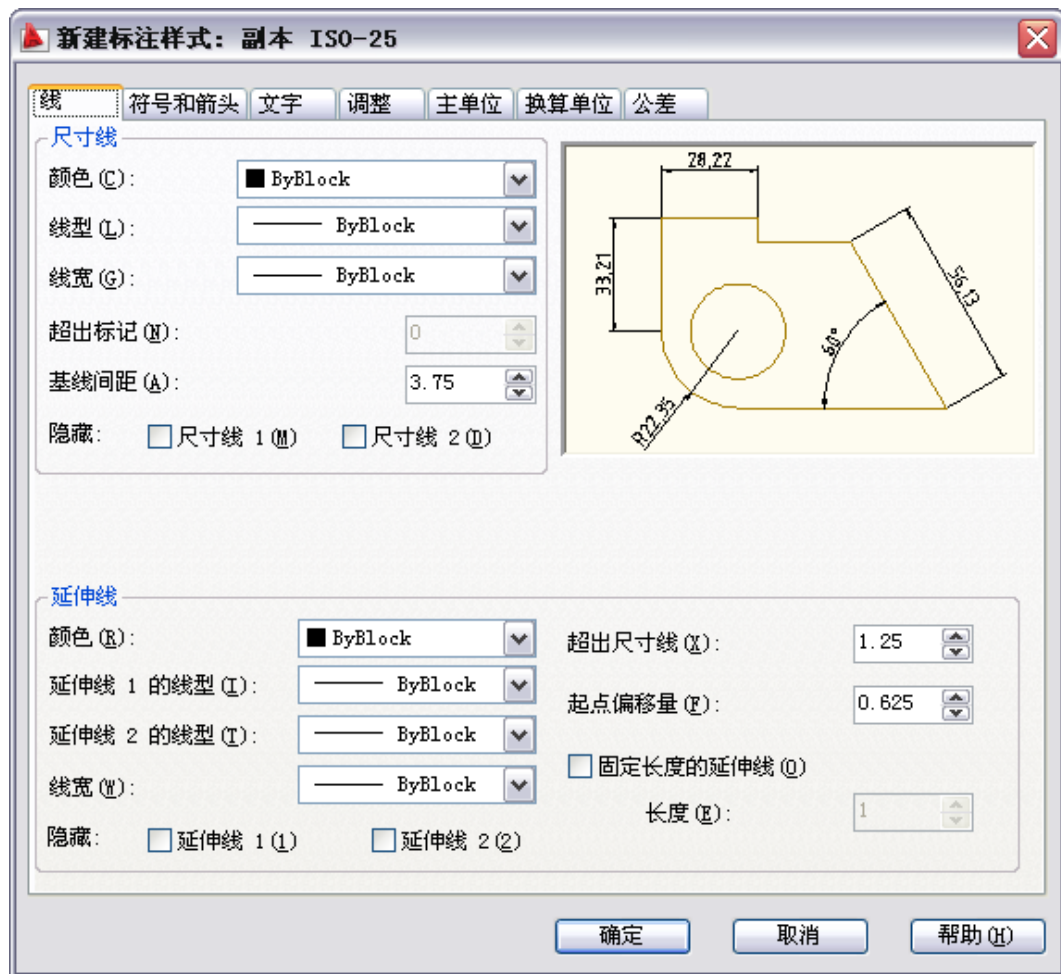 新建标注样式: 副本 ISO-25
线 符号和箭头 文字 调整 主单位 换算单位 公差
尺寸线
颜色(C): ByBlock
线型(L): ByBlock
线宽(G): ByBlock
超出标记(N): 0
基线间距(A): 3.75
隐藏: 尺寸线 1(M) 尺寸线 2(D)
28,22
33,21
56,13
60°
R22,35
延伸线
颜色(R): ByBlock
延伸线 1 的线型(I): ByBlock
延伸线 2 的线型(T): ByBlock
线宽(W): ByBlock
隐藏: 延伸线 1(1) 延伸线 2(2)
超出尺寸线(X): 1.25
起点偏移量(F): 0.625
固定长度的延伸线(O)
长度(E): 1
确定 取消 帮助(H)